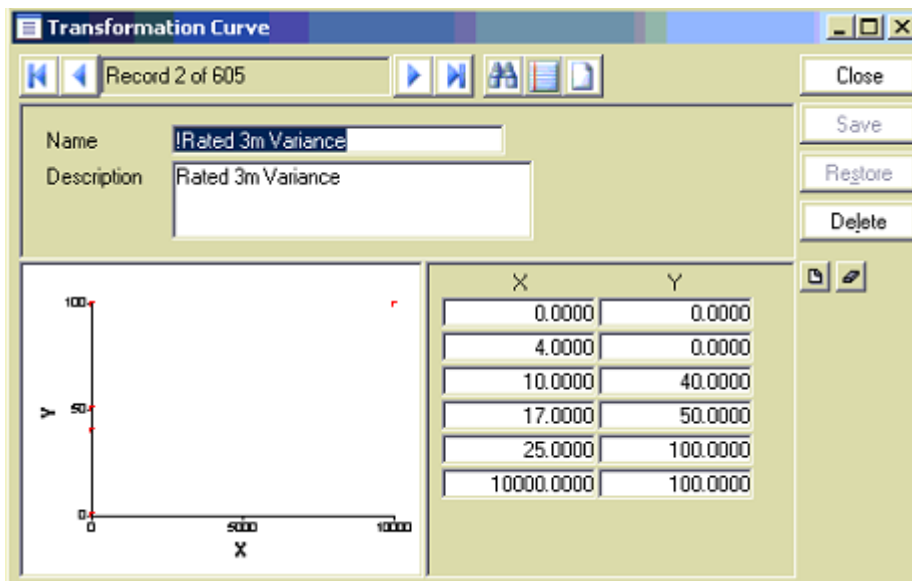 Transformation Curve
Record 2 of 605
Close
Save
Restore
Delete
Name !Rated 3m Variance
Description Rated 3m Variance
X Y
0.0000 0.0000
4.0000 0.0000
10.0000 40.0000
17.0000 50.0000
25.0000 100.0000
10000.0000 100.0000
100
Y 50
0
0 5000 10000
X